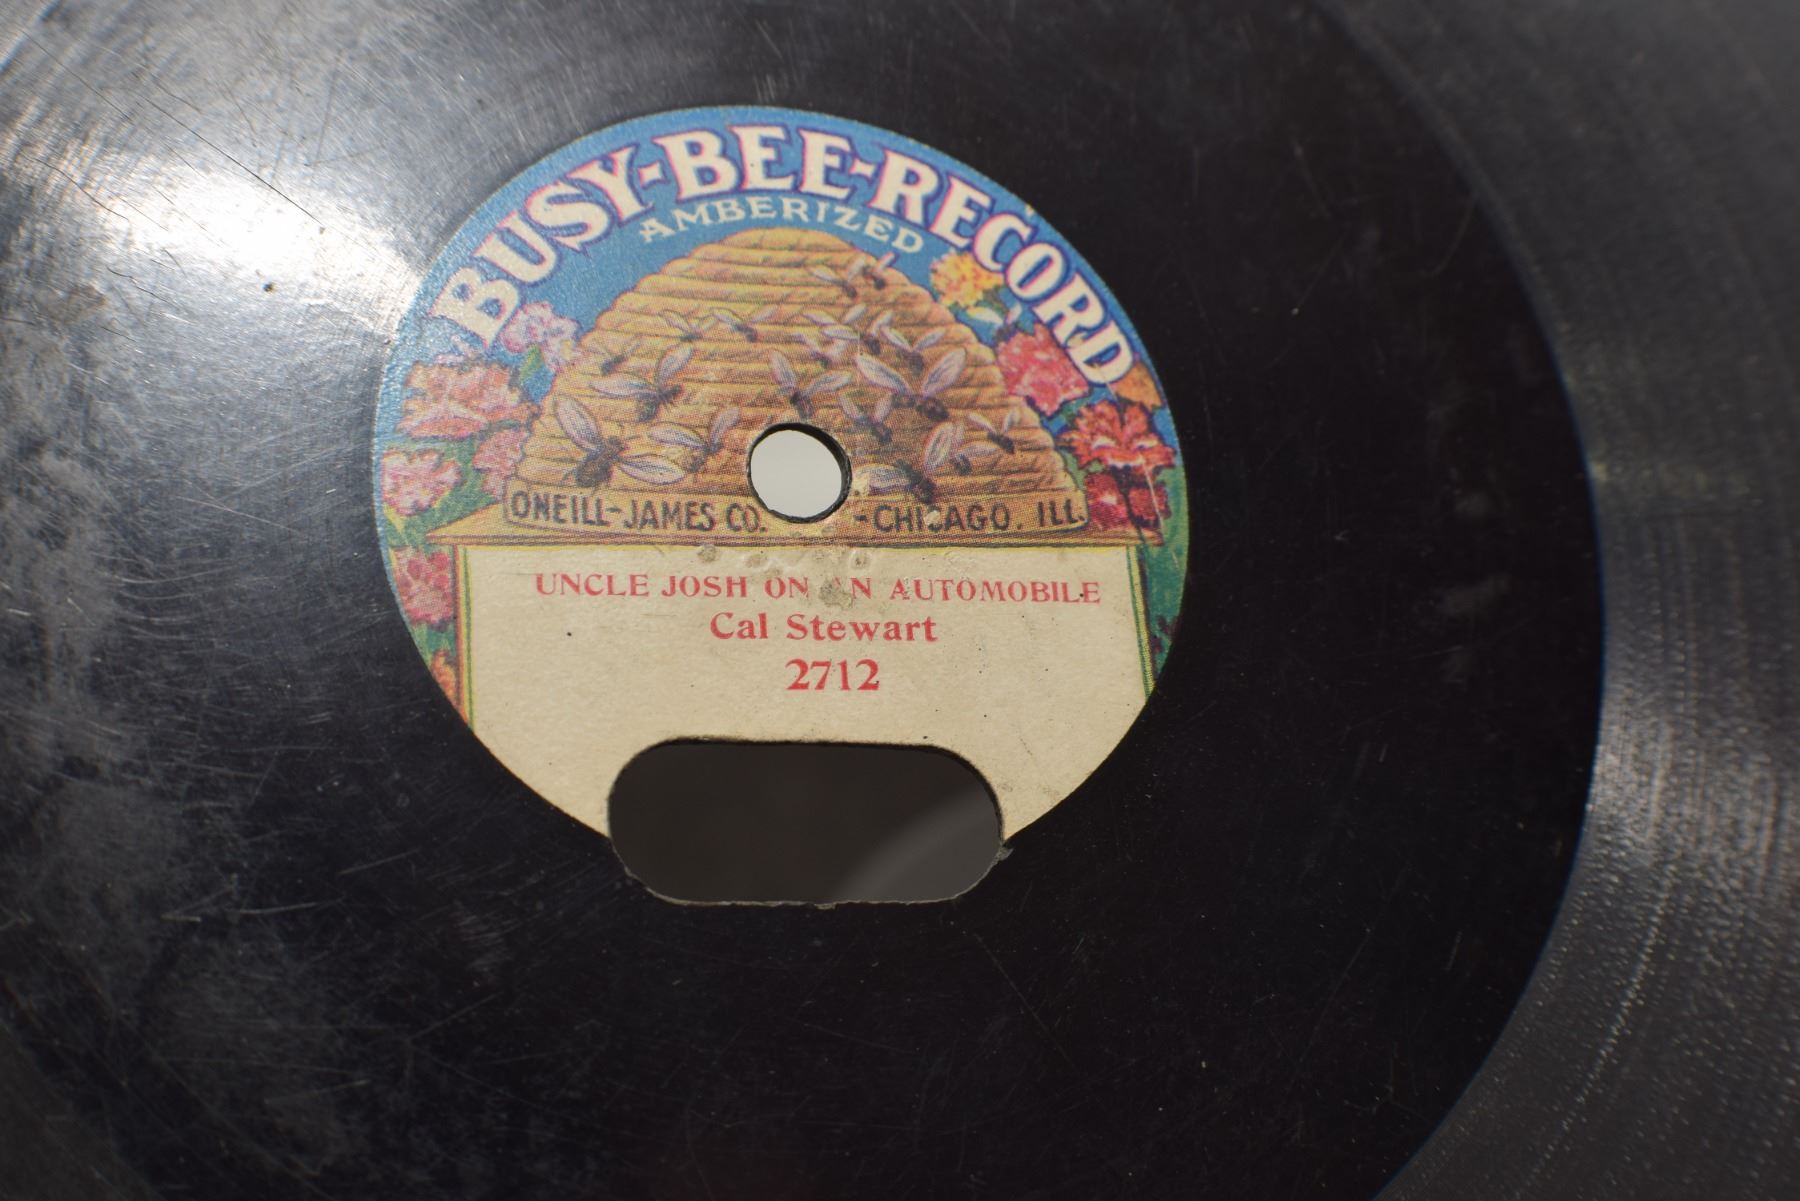 BUSY-BEE-RECORD
AMBERIZED
ONEILL-JAMES CO. -CHICAGO. ILL.
UNCLE JOSH ON AN AUTOMOBILE
Cal Stewart
2712